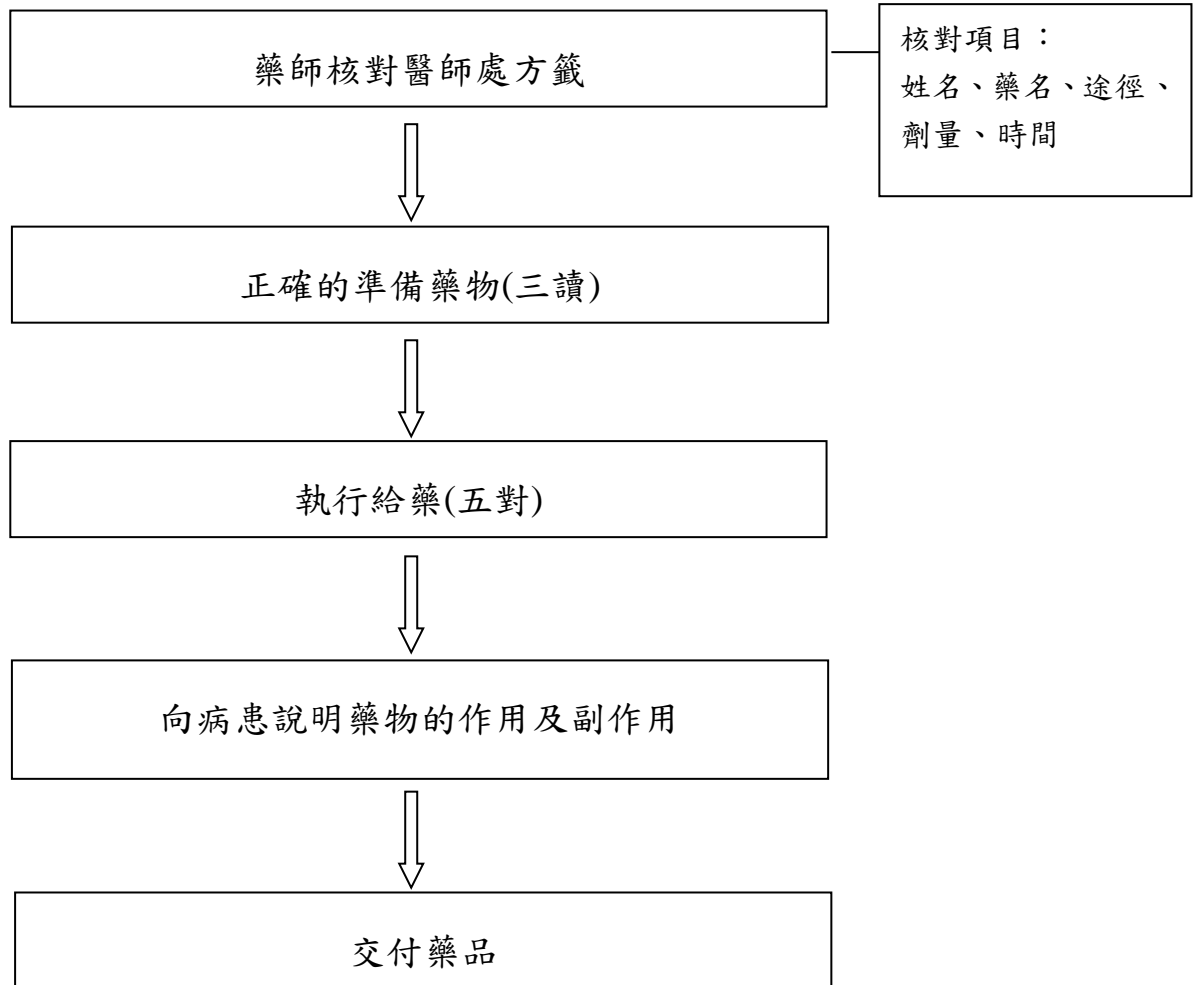 藥師核對醫師處方籤
核對項目：
姓名、藥名、途徑、
劑量、時間
正確的準備藥物(三讀)
執行給藥(五對)
向病患說明藥物的作用及副作用
交付藥品